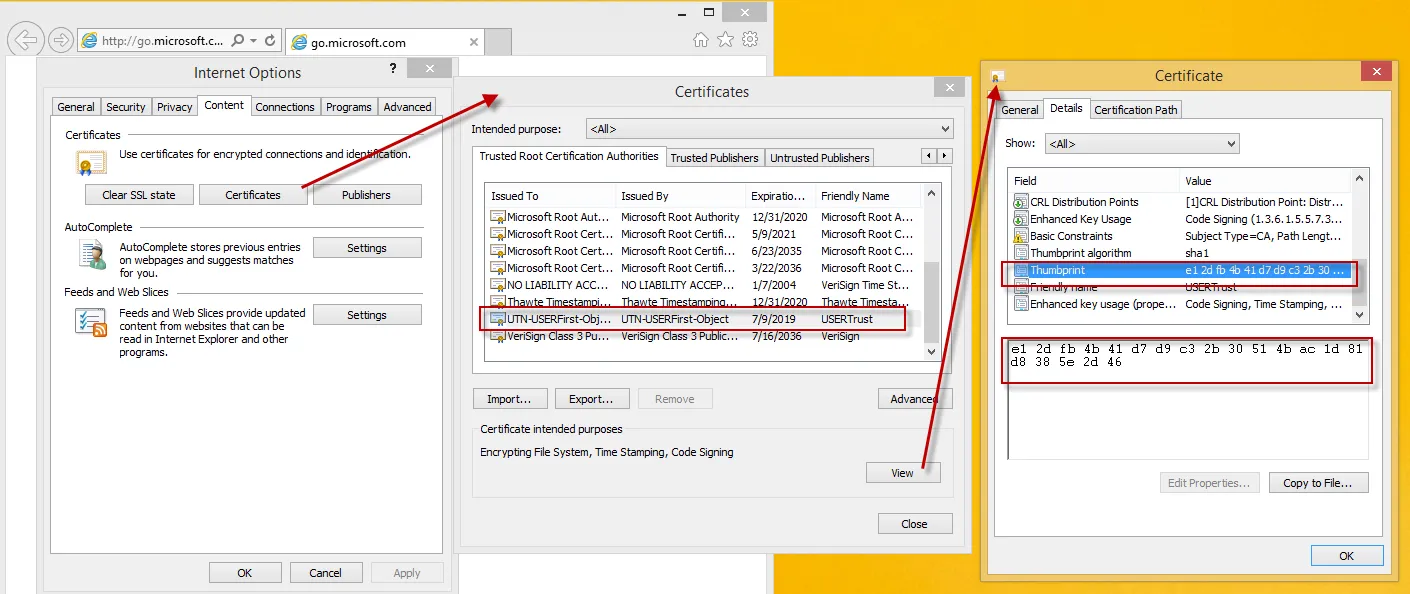 http://go.microsoft.c...
go.microsoft.com
Internet Options
?
General
Security
Privacy
Content
Connections
Programs
Advanced
Certificates
Use certificates for encrypted connections and identification.
Clear SSL state
Certificates
Publishers
AutoComplete
AutoComplete stores previous entries
on webpages and suggests matches
for you.
Settings
Feeds and Web Slices
Feeds and Web Slices provide updated
content from websites that can be
read in Internet Explorer and other
programs.
Settings
OK
Cancel
Apply
Certificates
Intended purpose:
<All>
Trusted Root Certification Authorities
Trusted Publishers
Untrusted Publishers
Issued To Issued By Expiratio... Friendly Name
Microsoft Root Aut... Microsoft Root Authority 12/31/2020 Microsoft Root A...
Microsoft Root Cert... Microsoft Root Certifi... 5/9/2021 Microsoft Root C...
Microsoft Root Cert... Microsoft Root Certifi... 6/23/2035 Microsoft Root C...
Microsoft Root Cert... Microsoft Root Certifi... 3/22/2036 Microsoft Root C...
NO LIABILITY ACC... NO LIABILITY ACCEP... 1/7/2004 VeriSign Time St...
Thawte Timestampi... Thawte Timestamping... 12/31/2020 Thawte Timesta...
UTN-USERFirst-Obj... UTN-USERFirst-Object 7/9/2019 USERTrust
VeriSign Class 3 Pu... VeriSign Class 3 Public... 7/16/2036 VeriSign
Import...
Export...
Remove
Advanced
Certificate intended purposes
Encrypting File System, Time Stamping, Code Signing
View
Close
Certificate
General
Details
Certification Path
Show:
<All>
Field Value
CRL Distribution Points [1]CRL Distribution Point: Distr...
Enhanced Key Usage Code Signing (1.3.6.1.5.5.7.3...
Basic Constraints Subject Type=CA, Path Lengt...
Thumbprint algorithm sha1
Thumbprint e1 2d fb 4b 41 d7 d9 c3 2b 30 ...
Friendly name USERTrust
Enhanced key usage (prope... Code Signing, Time Stamping, ...
e1 2d fb 4b 41 d7 d9 c3 2b 30 51 4b ac 1d 81
d8 38 5e 2d 46
Edit Properties...
Copy to File...
OK